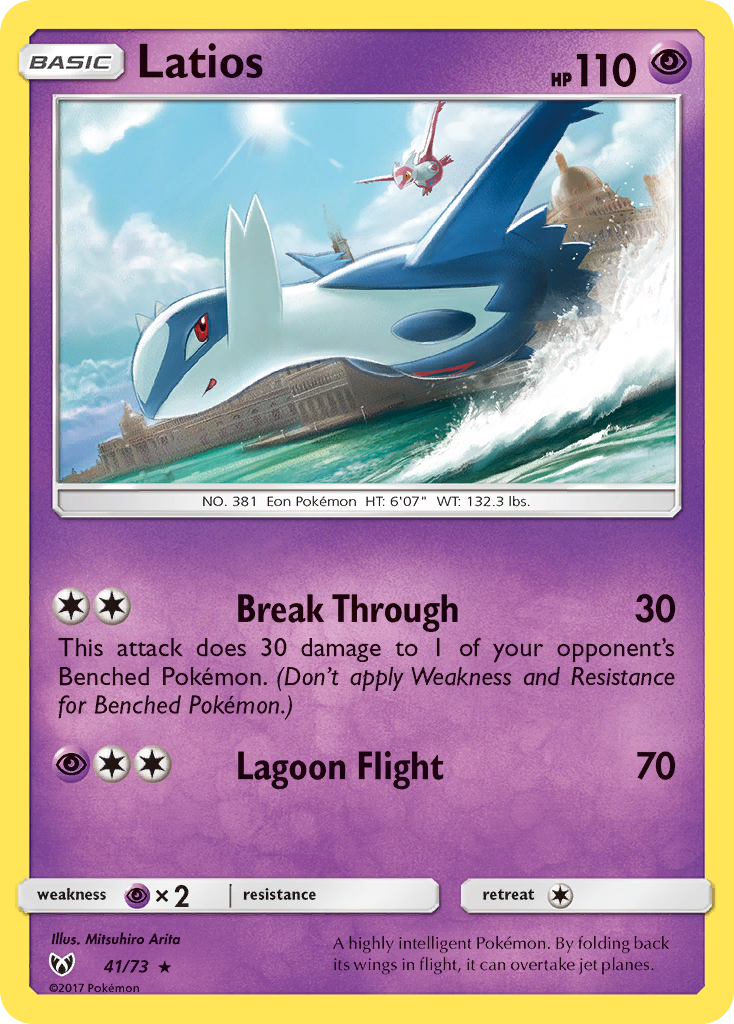 BASIC Latios HP 110
NO. 381 Eon Pokémon HT: 6'07" WT: 132.3 lbs.
Break Through 30
This attack does 30 damage to 1 of your opponent's
Benched Pokémon. (Don't apply Weakness and Resistance
for Benched Pokémon.)
Lagoon Flight 70
weakness × 2 resistance retreat
Illus. Mitsuhiro Arita
41/73
©2017 Pokémon
A highly intelligent Pokémon. By folding back
its wings in flight, it can overtake jet planes.